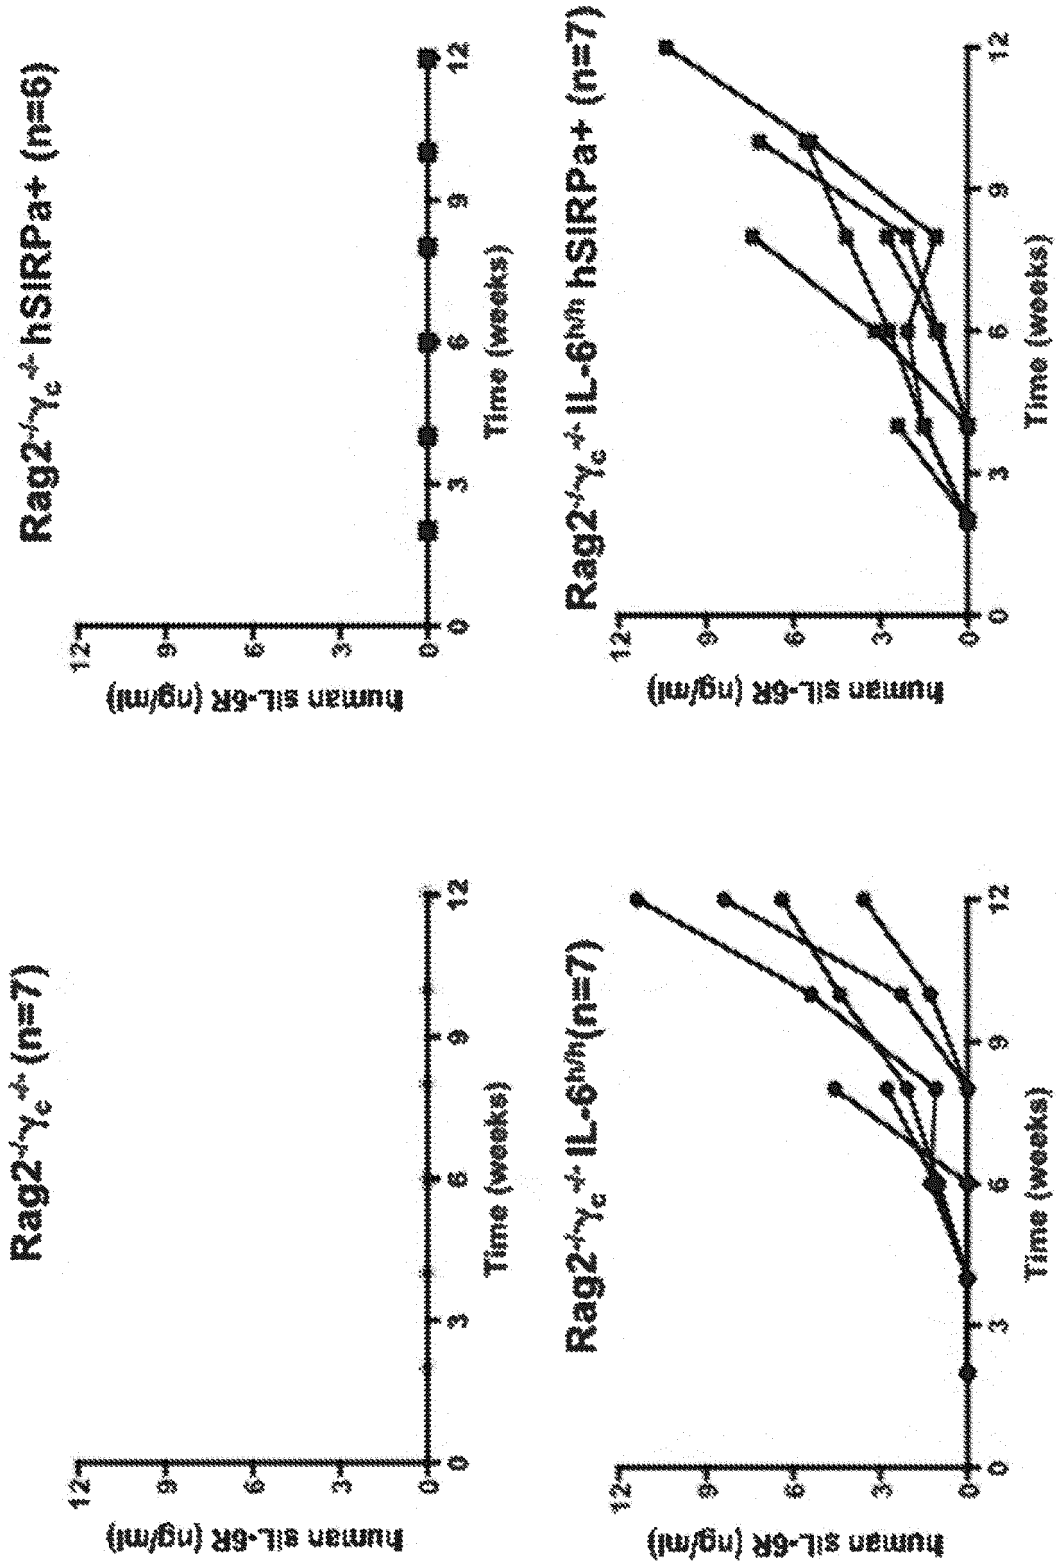 Rag2-/-γc-/- (n=7)
human sIL-6R (ng/ml)
12
9
6
3
0
0 3 6 9 12
Time (weeks)
Rag2-/-γc-/- hSIRPa+ (n=6)
human sIL-6R (ng/ml)
12
9
6
3
0
0 3 6 9 12
Time (weeks)
Rag2-/-γc-/- IL-6h/h(n=7)
human sIL-6R (ng/ml)
12
9
6
3
0
0 3 6 9 12
Time (weeks)
Rag2-/-γc-/- IL-6h/h hSIRPa+ (n=7)
human sIL-6R (ng/ml)
12
9
6
3
0
0 3 6 9 12
Time (weeks)